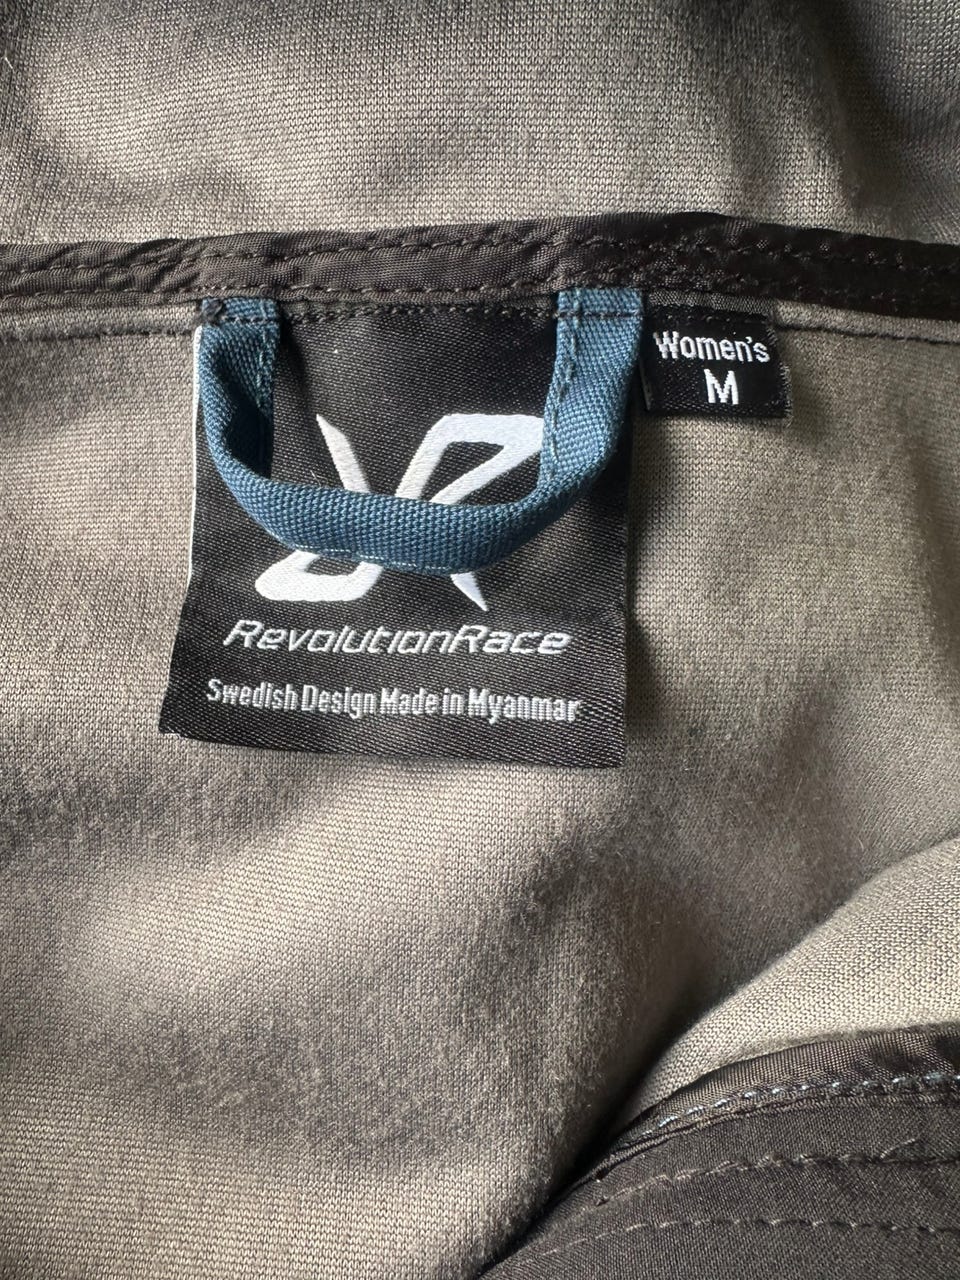 Women's
M
RevolutionRace
Swedish Design Made in Myanmar